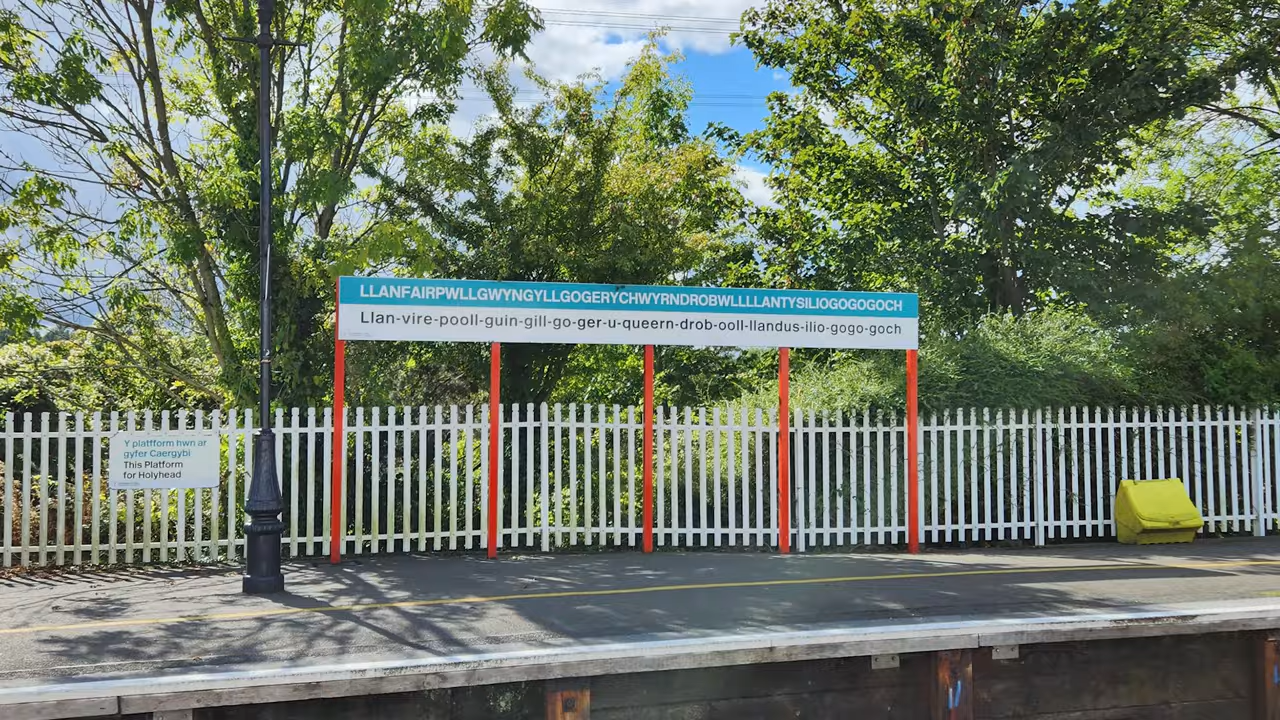 LLANFAIRPWLLGWYNGYLLGOGERYCHWYRNDROBWLLLLANTYSILIOGOGOGOCH
Llan-vire-pooll-guin-gill-go-ger-u-queern-drob-ooll-llandus-ilio-gogo-goch
Y platfform hwn ar
gyfer Caergybi
This Platform
for Holyhead